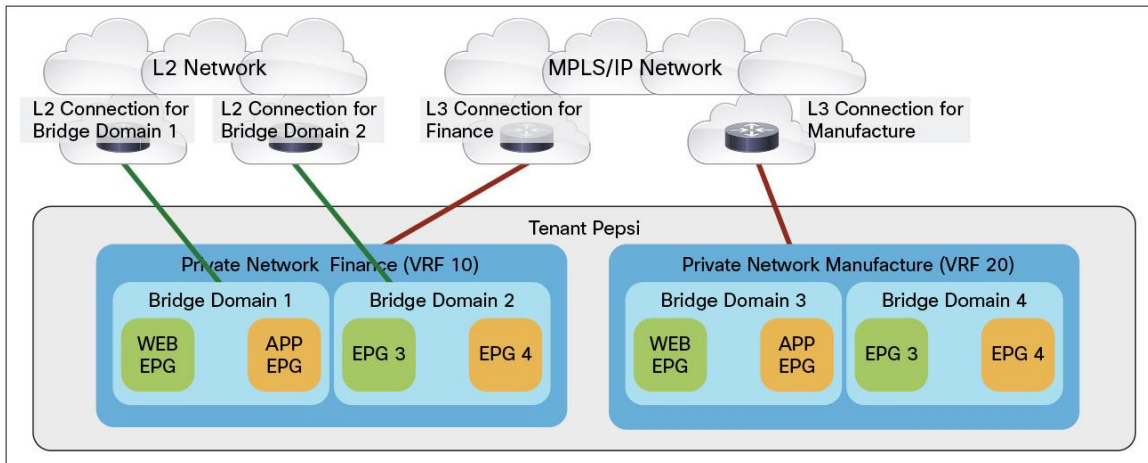 L2 Network
MPLS/IP Network
L2 Connection for
Bridge Domain 1
L2 Connection for
Bridge Domain 2
L3 Connection for
Finance
L3 Connection for
Manufacture
Tenant Pepsi
Private Network Finance (VRF 10)
Bridge Domain 1
WEB
EPG
APP
EPG
Bridge Domain 2
EPG 3
EPG 4
Private Network Manufacture (VRF 20)
Bridge Domain 3
WEB
EPG
APP
EPG
Bridge Domain 4
EPG 3
EPG 4